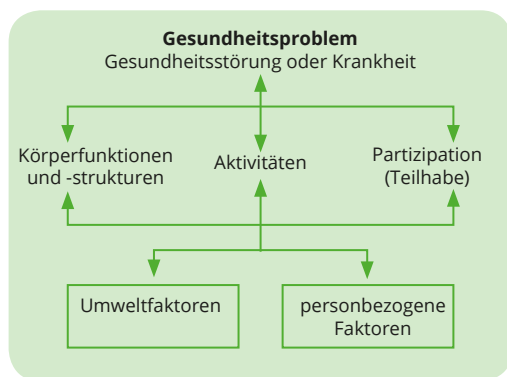 Gesundheitsproblem
Gesundheitsstörung oder Krankheit
Körperfunktionen
und -strukturen
Aktivitäten
Partizipation
(Teilhabe)
Umweltfaktoren
personbezogene
Faktoren